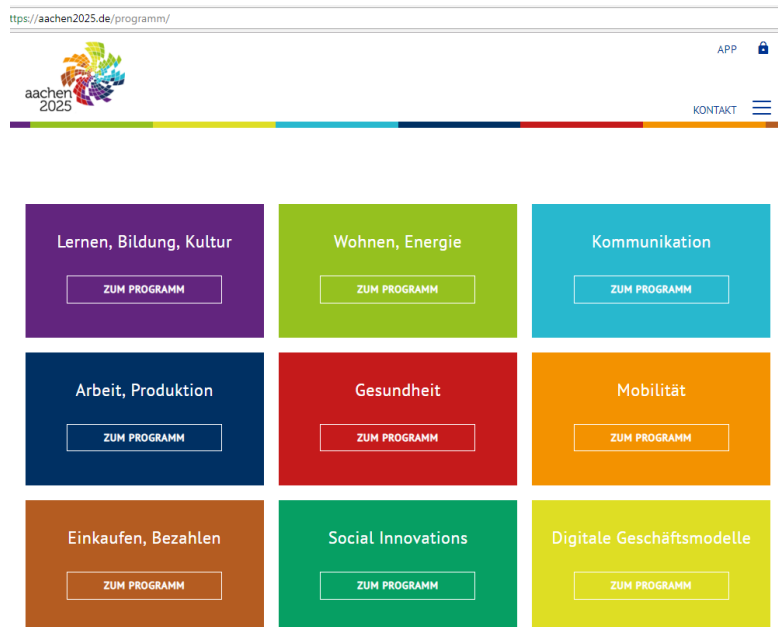 ttps://aachen2025.de/programm/
APP
aachen
2025
KONTAKT
Lernen, Bildung, Kultur
ZUM PROGRAMM
Wohnen, Energie
ZUM PROGRAMM
Kommunikation
ZUM PROGRAMM
Arbeit, Produktion
ZUM PROGRAMM
Gesundheit
ZUM PROGRAMM
Mobilität
ZUM PROGRAMM
Einkaufen, Bezahlen
ZUM PROGRAMM
Social Innovations
ZUM PROGRAMM
Digitale Geschäftsmodelle
ZUM PROGRAMM